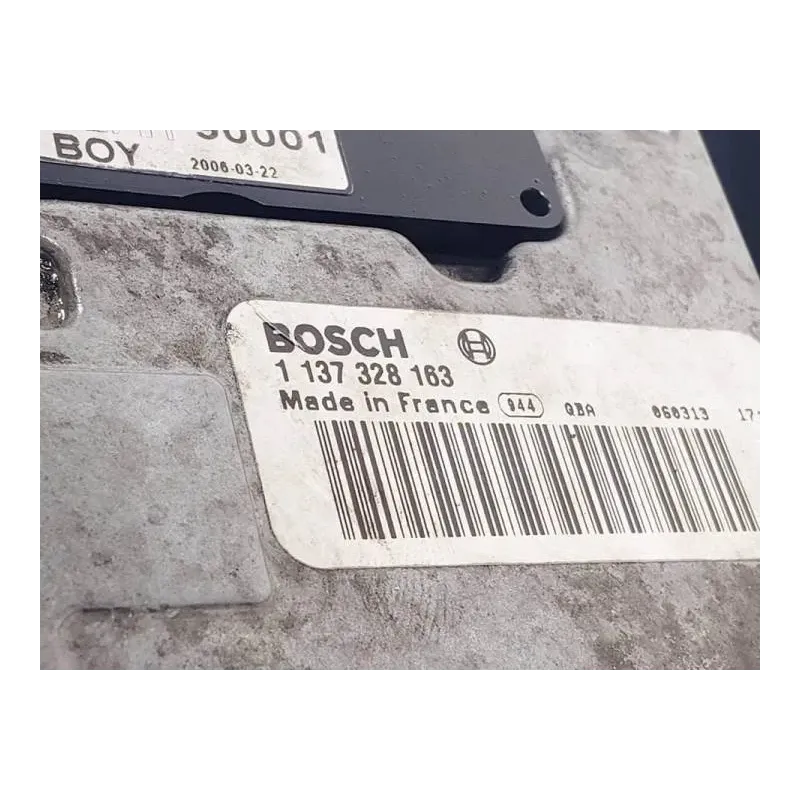 30001
BOY 2006-03-22
BOSCH
1 137 328 163
Made in France 944 QBA 060313